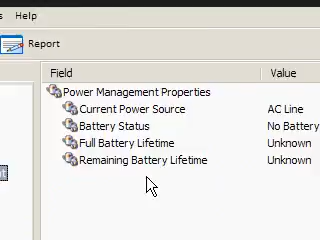 s Help
Report
Field Value
Power Management Properties
Current Power Source AC Line
Battery Status No Battery
Full Battery Lifetime Unknown
Remaining Battery Lifetime Unknown